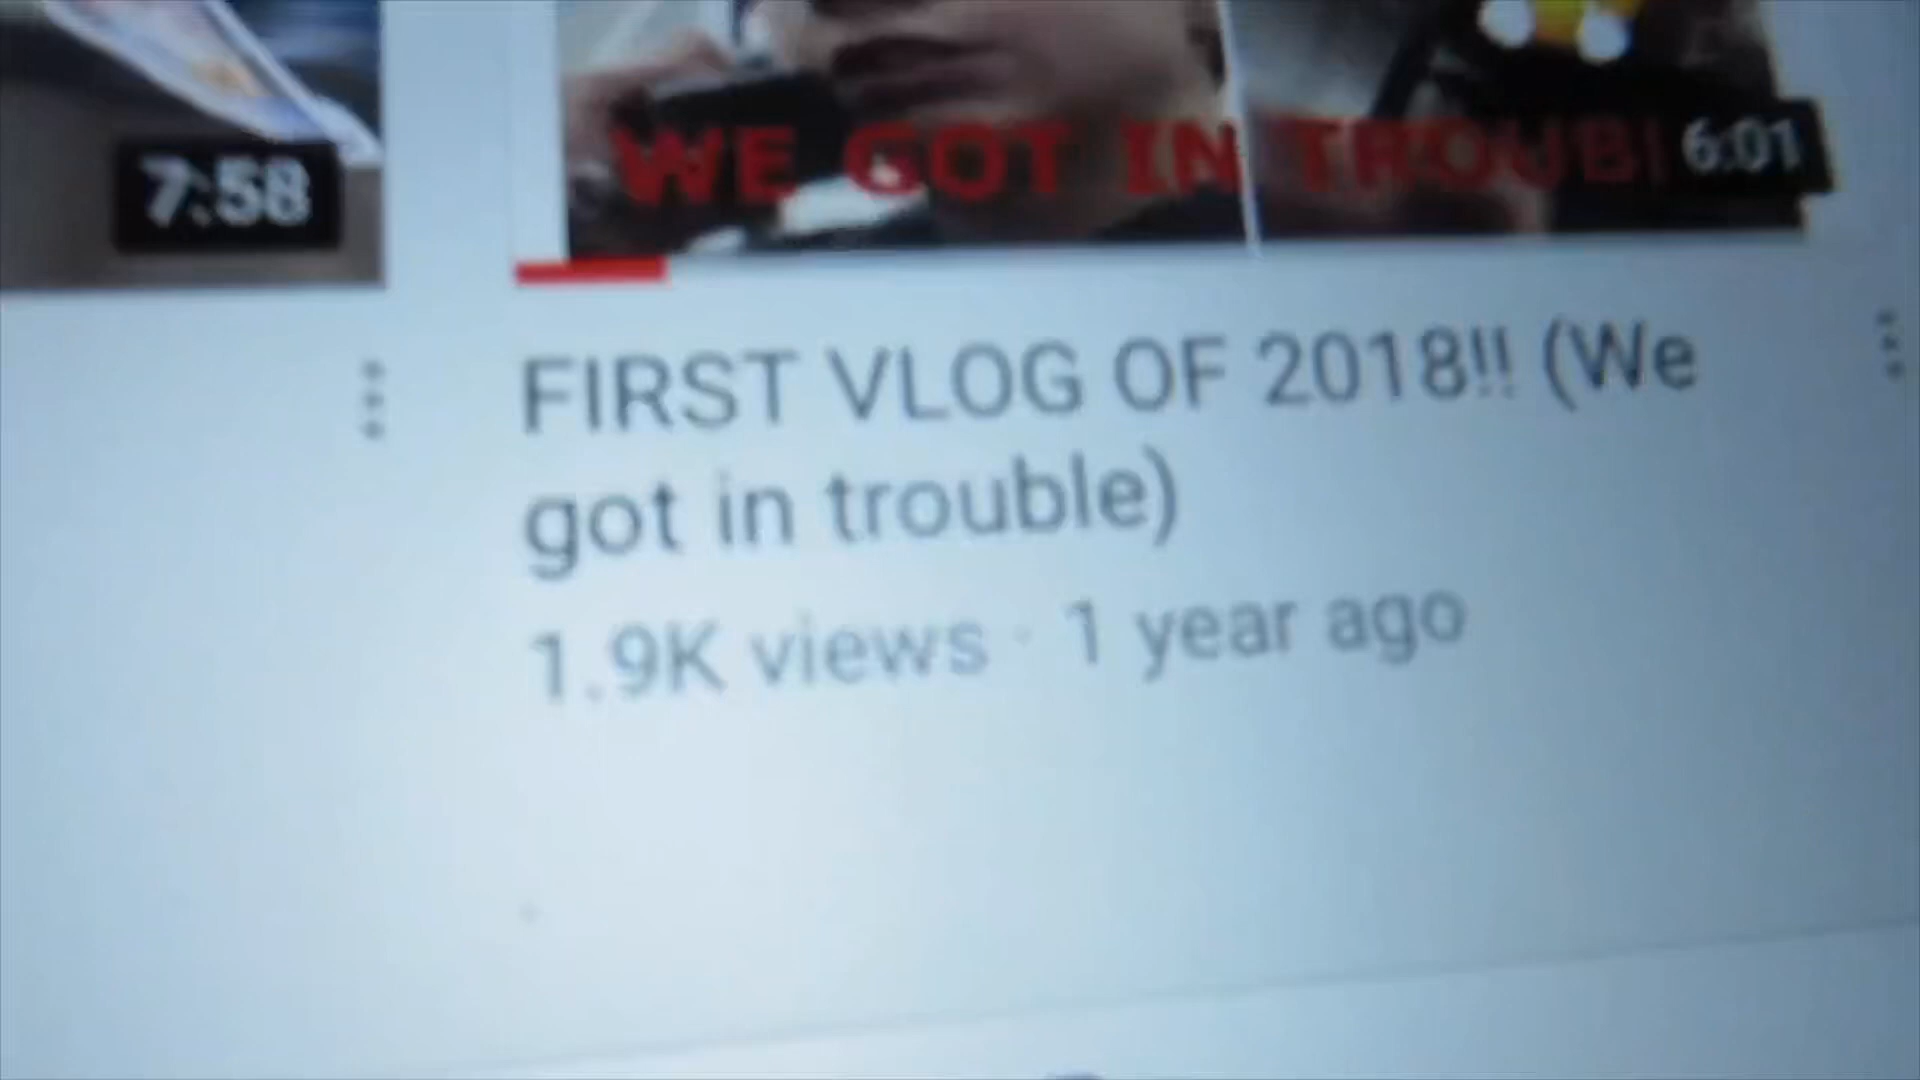 7:58
WE GOT IN TROUBL
6:01
FIRST VLOG OF 2018!! (We
got in trouble)
1.9K views · 1 year ago